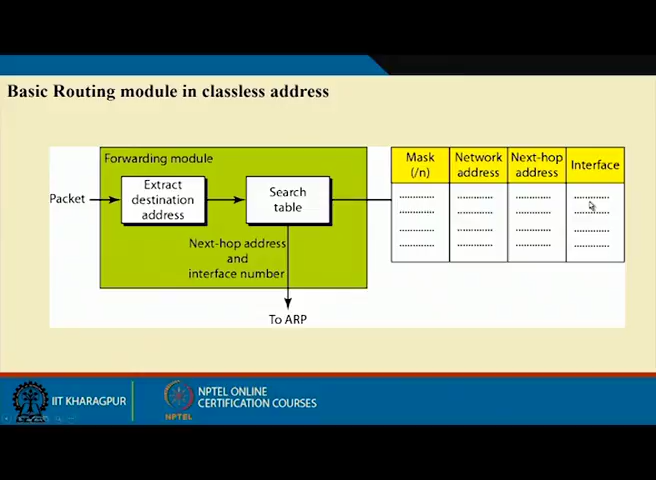 Basic Routing module in classless address
Forwarding module
Packet
Extract
destination
address
Search
table
Next-hop address
and
interface number
To ARP
Mask
(/n)
Network
address
Next-hop
address
Interface
IIT KHARAGPUR
NPTEL
NPTEL ONLINE
CERTIFICATION COURSES